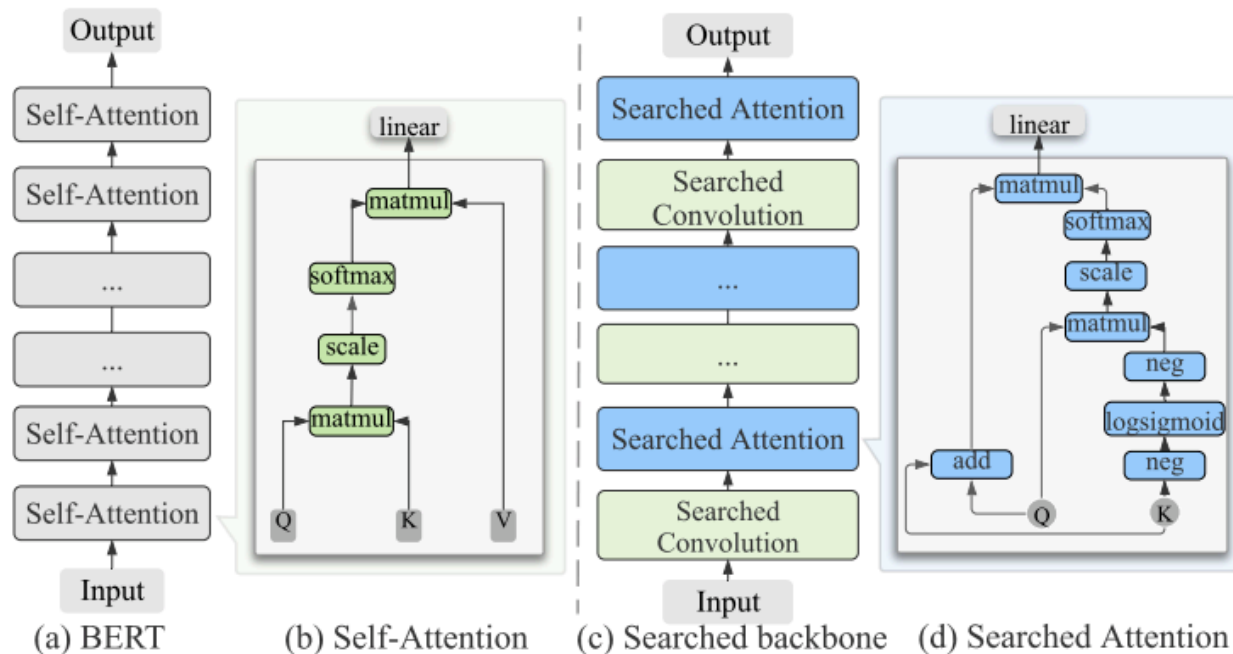 Output
Self-Attention
Self-Attention
...
...
Self-Attention
Self-Attention
Input
(a) BERT
linear
matmul
softmax
scale
matmul
Q
K
V
(b) Self-Attention
Output
Searched Attention
Searched
Convolution
...
...
Searched Attention
Searched
Convolution
Input
(c) Searched backbone
linear
matmul
softmax
scale
matmul
neg
logsigmoid
add
neg
Q
K
(d) Searched Attention